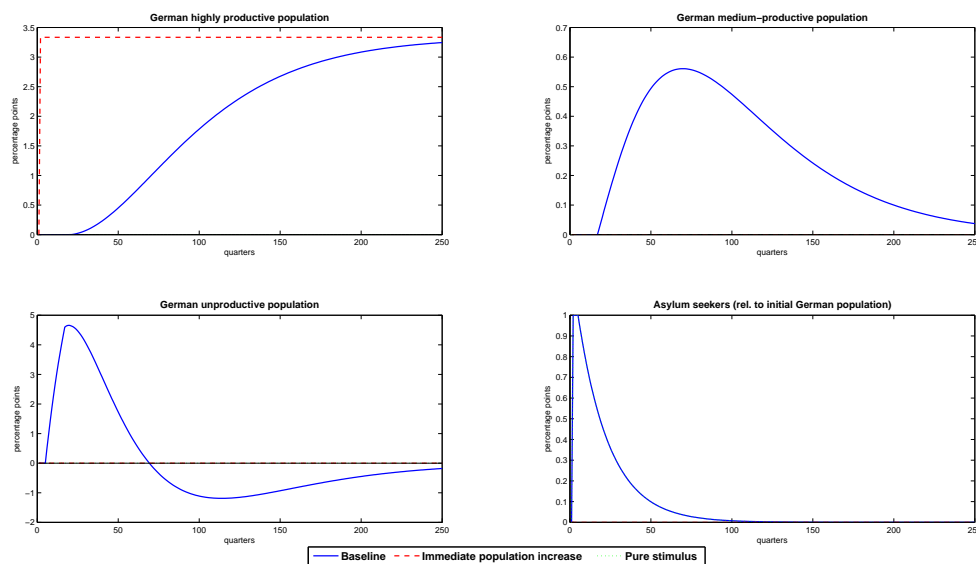 German highly productive population
3.5
3
2.5
2
1.5
1
0.5
0
percentage points
0 50 100 150 200 250
quarters
German medium−productive population
0.7
0.6
0.5
0.4
0.3
0.2
0.1
0
percentage points
0 50 100 150 200 250
quarters
German unproductive population
5
4
3
2
1
0
−1
−2
percentage points
0 50 100 150 200 250
quarters
Asylum seekers (rel. to initial German population)
1
0.9
0.8
0.7
0.6
0.5
0.4
0.3
0.2
0.1
0
percentage points
0 50 100 150 200 250
quarters
Baseline Immediate population increase Pure stimulus